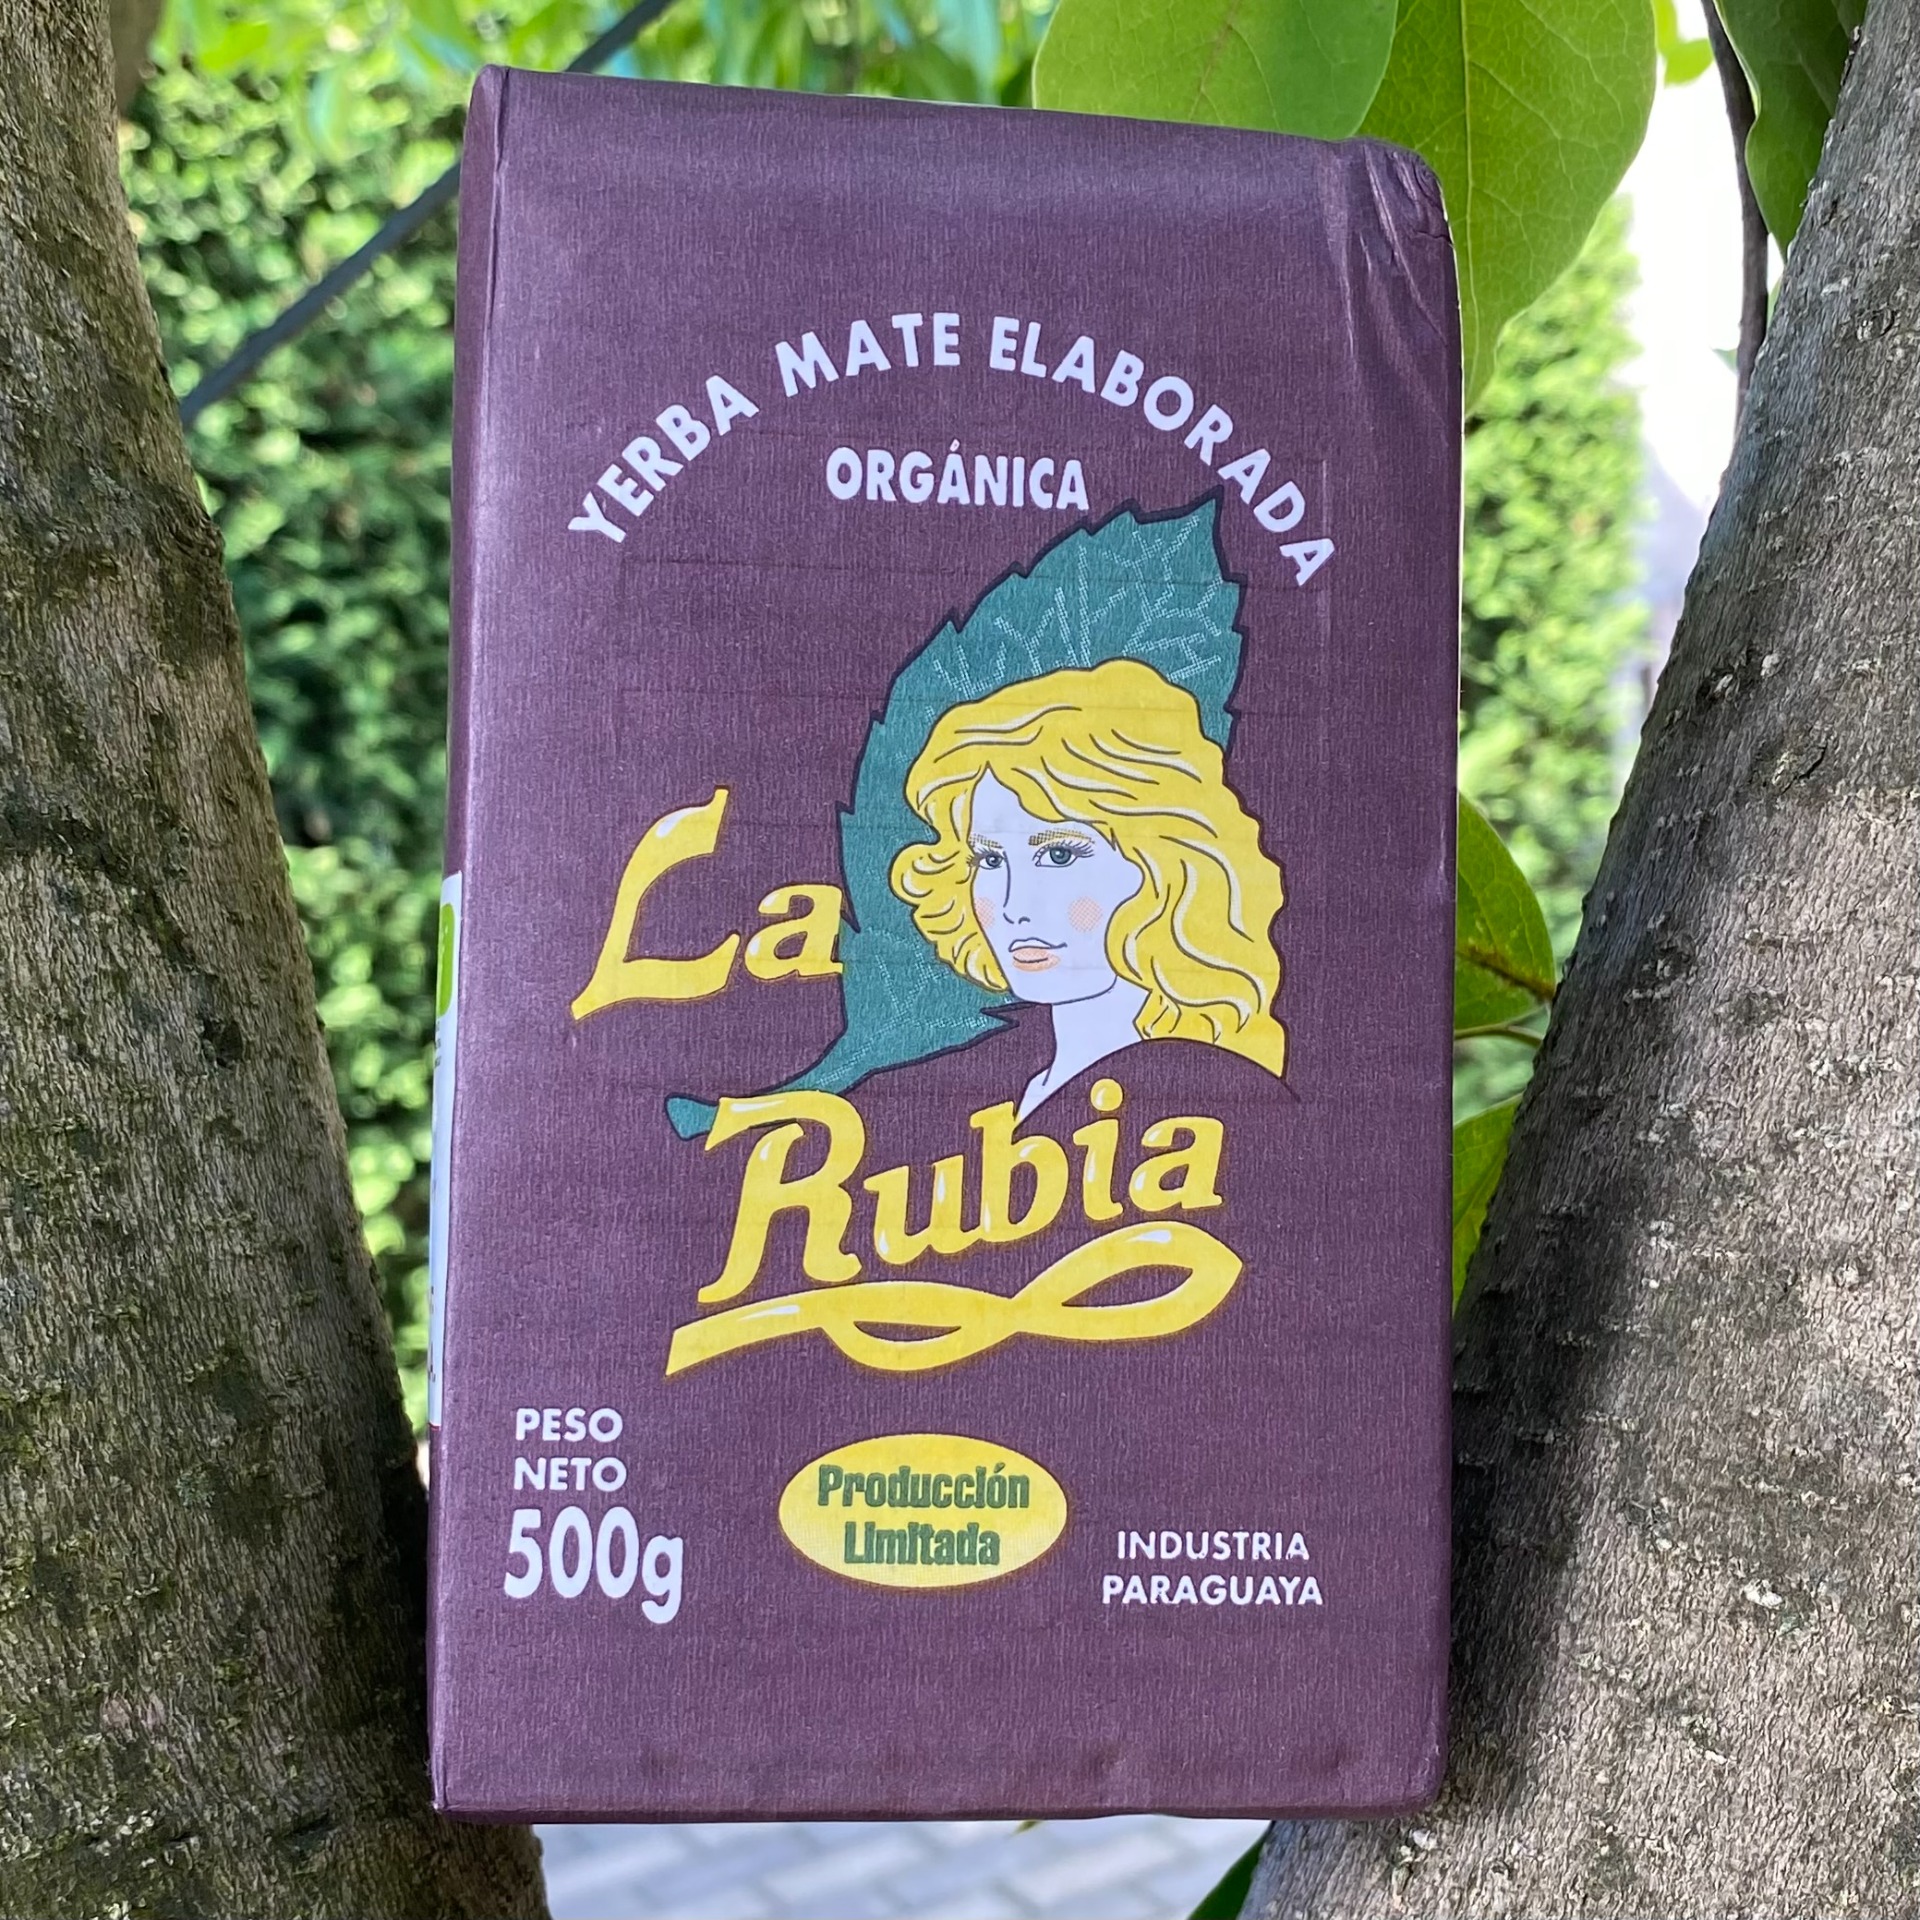 YERBA MATE ELABORADA
ORGÁNICA
La
Rubia
PESO
NETO
500g
Producción
Limitada
INDUSTRIA
PARAGUAYA